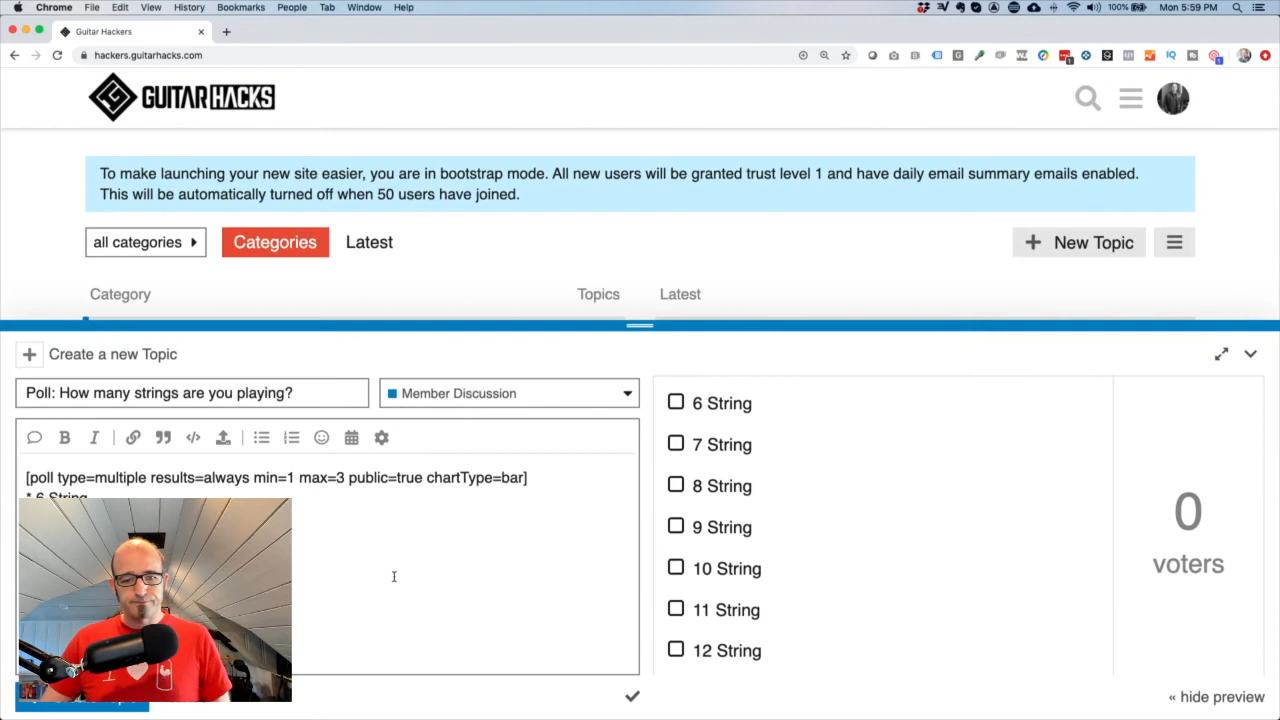 Chrome File Edit View History Bookmarks People Tab Window Help
100% Mon 5:59 PM
Guitar Hackers
hackers.guitarhacks.com
GUITARHACKS
To make launching your new site easier, you are in bootstrap mode. All new users will be granted trust level 1 and have daily email summary emails enabled.
This will be automatically turned off when 50 users have joined.
all categories Categories Latest
New Topic
Category Topics Latest
Create a new Topic
Poll: How many strings are you playing?
Member Discussion
[poll type=multiple results=always min=1 max=3 public=true chartType=bar]
* 6 String
6 String
7 String
8 String
9 String
10 String
11 String
12 String
0
voters
« hide preview